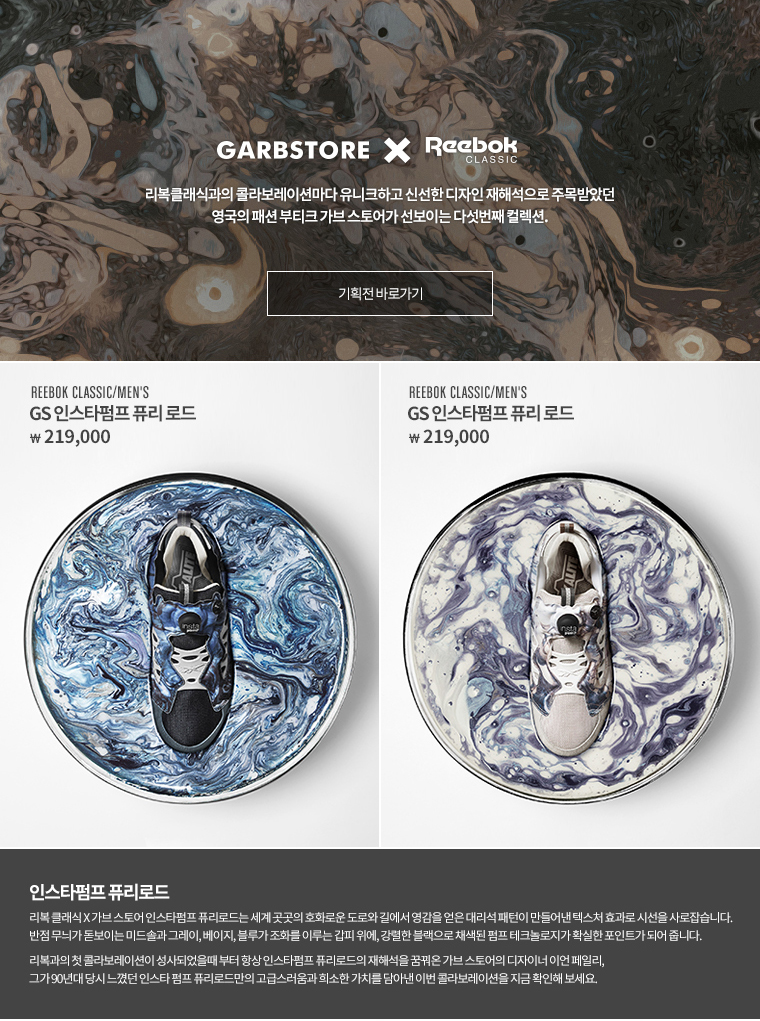 GARBSTORE X Reebok CLASSIC
리복클래식과의 콜라보레이션마다 유니크하고 신선한 디자인 재해석으로 주목받았던
영국의 패션 부티크 가브 스토어가 선보이는 다섯번째 컬렉션.
기획전 바로가기
REEBOK CLASSIC/MEN'S
GS 인스타펌프 퓨리 로드
₩ 219,000
REEBOK CLASSIC/MEN'S
GS 인스타펌프 퓨리 로드
₩ 219,000
insta
insta
인스타펌프 퓨리로드
리복 클래식 X 가브 스토어 인스타펌프 퓨리로드는 세계 곳곳의 호화로운 도로와 길에서 영감을 얻은 대리석 패턴이 만들어낸 텍스처 효과로 시선을 사로잡습니다.
반점 무늬가 돋보이는 미드솔과 그레이, 베이지, 블루가 조화를 이루는 갑피 위에, 강렬한 블랙으로 채색된 펌프 테크놀로지가 확실한 포인트가 되어 줍니다.
리복과의 첫 콜라보레이션이 성사되었을때 부터 항상 인스타펌프 퓨리로드의 재해석을 꿈꿔온 가브 스토어의 디자이너 이언 페일리,
그가 90년대 당시 느꼈던 인스타 펌프 퓨리로드만의 고급스러움과 희소한 가치를 담아낸 이번 콜라보레이션을 지금 확인해 보세요.